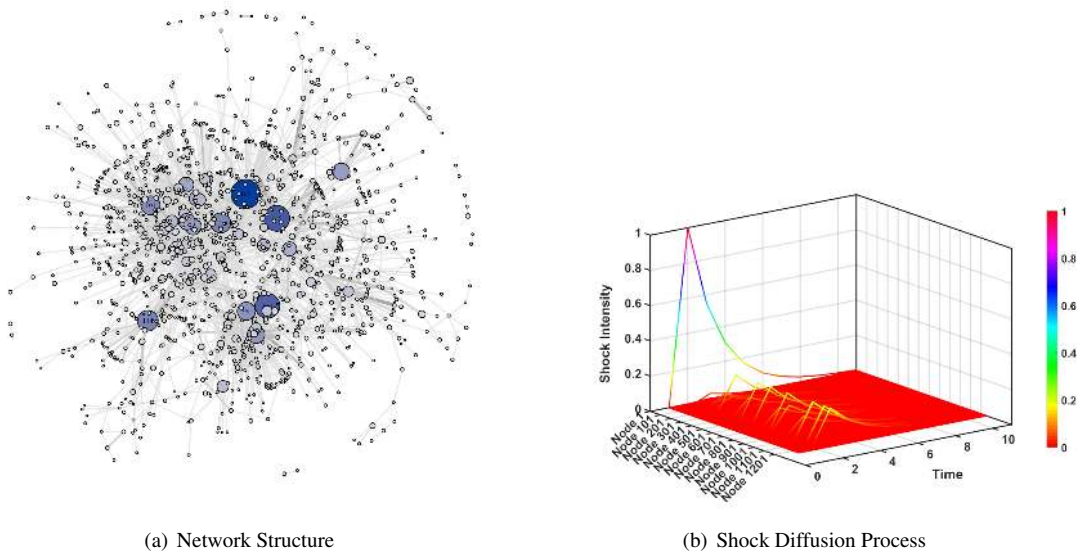 1
0.8
0.6
0.4
0.2
0
Shock Intensity
Node 1
Node 101
Node 201
Node 301
Node 401
Node 501
Node 601
Node 701
Node 801
Node 901
Node 1001
Node 1101
Node 1201
0
2
4
6
8
10
Time
1
0.8
0.6
0.4
0.2
0
(a) Network Structure
(b) Shock Diffusion Process